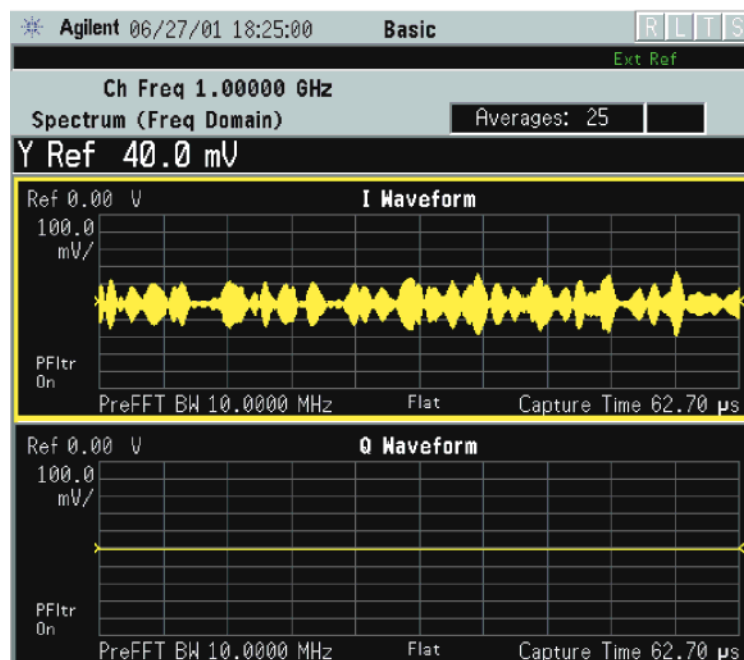 Agilent 06/27/01 18:25:00 Basic R L T S
Ext Ref
Ch Freq 1.00000 GHz
Spectrum (Freq Domain) Averages: 25
Y Ref 40.0 mV
Ref 0.00 V I Waveform
100.0
mV/
PFltr
On
PreFFT BW 10.0000 MHz Flat Capture Time 62.70 µs
Ref 0.00 V Q Waveform
100.0
mV/
PFltr
On
PreFFT BW 10.0000 MHz Flat Capture Time 62.70 µs